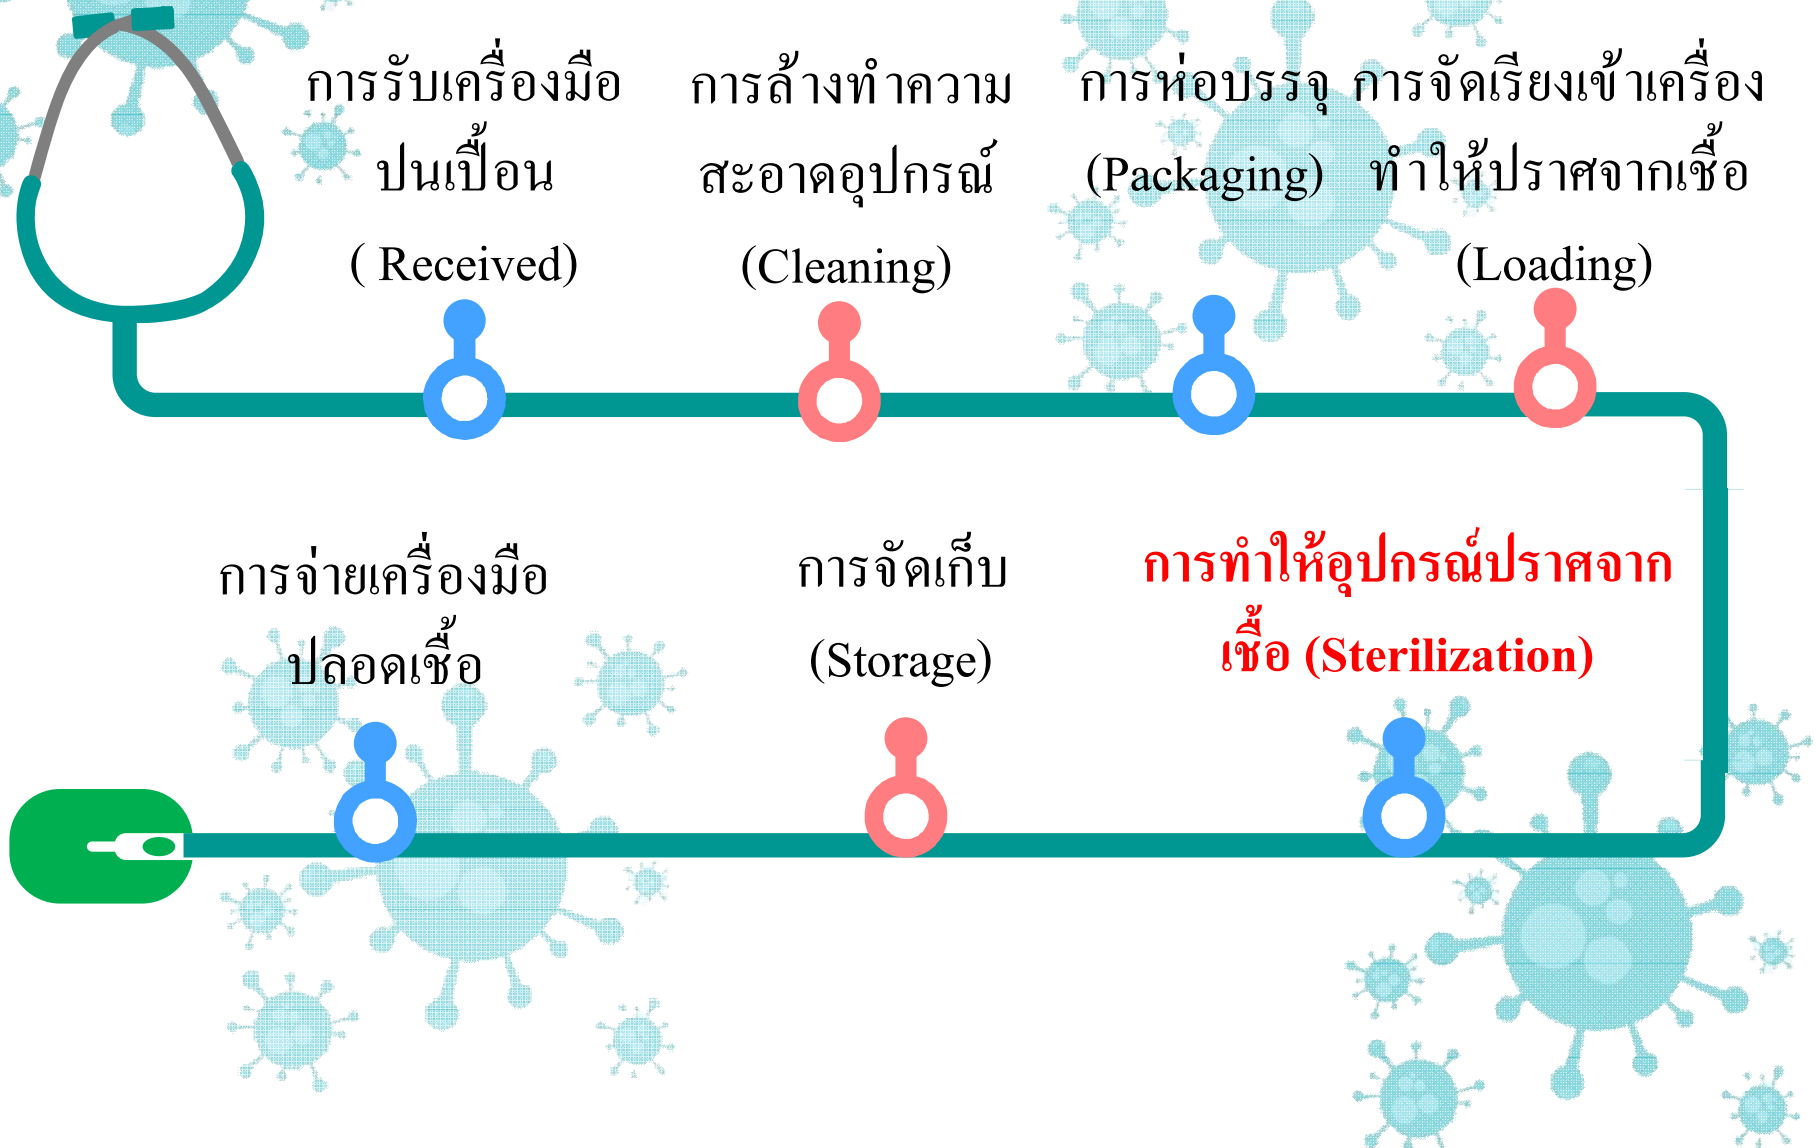 การรับเครื่องมือ
ปนเปื้อน
( Received)
การล้างทำความ
สะอาดอุปกรณ์
(Cleaning)
การห่อบรรจุ
(Packaging)
การจัดเรียงเข้าเครื่อง
ทำให้ปราศจากเชื้อ
(Loading)
การจ่ายเครื่องมือ
ปลอดเชื้อ
การจัดเก็บ
(Storage)
การทำให้อุปกรณ์ปราศจาก
เชื้อ (Sterilization)